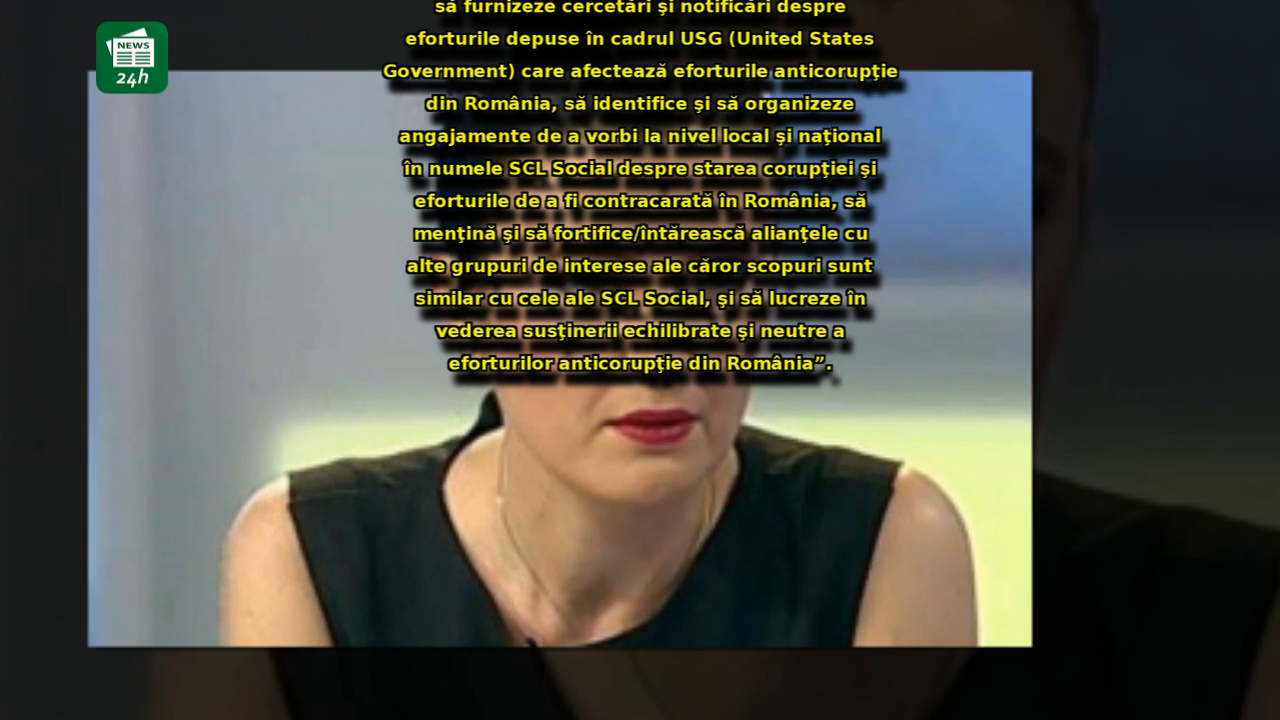 NEWS
24h
să furnizeze cercetări şi notificări despre
eforturile depuse în cadrul USG (United States
Government) care afectează eforturile anticorupţie
din România, să identifice şi să organizeze
angajamente de a vorbi la nivel local şi naţional
în numele SCL Social despre starea corupţiei şi
eforturile de a fi contracarată în România, să
menţină şi să fortifice/întărească alianţele cu
alte grupuri de interese ale căror scopuri sunt
similar cu cele ale SCL Social, şi să lucreze în
vederea susţinerii echilibrate şi neutre a
eforturilor anticorupţie din România”.